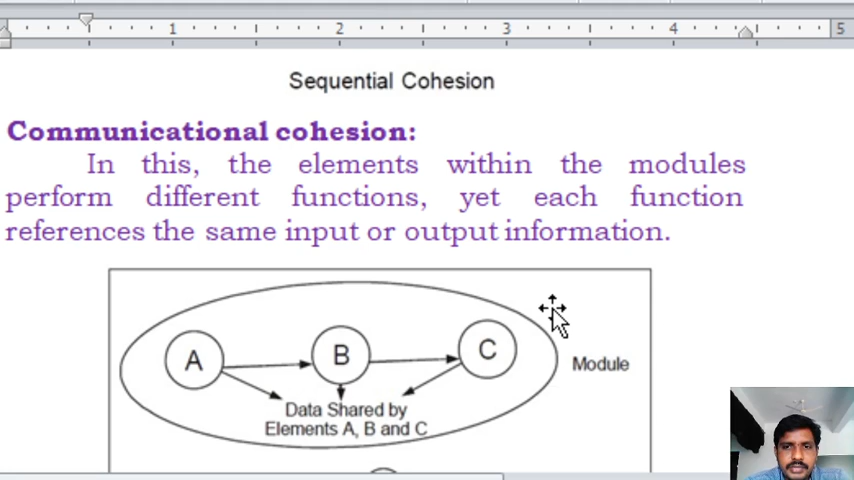 1 2 3 4 5
Sequential Cohesion
Communicational cohesion:
In this, the elements within the modules
perform different functions, yet each function
references the same input or output information.
A B C
Module
Data Shared by
Elements A, B and C